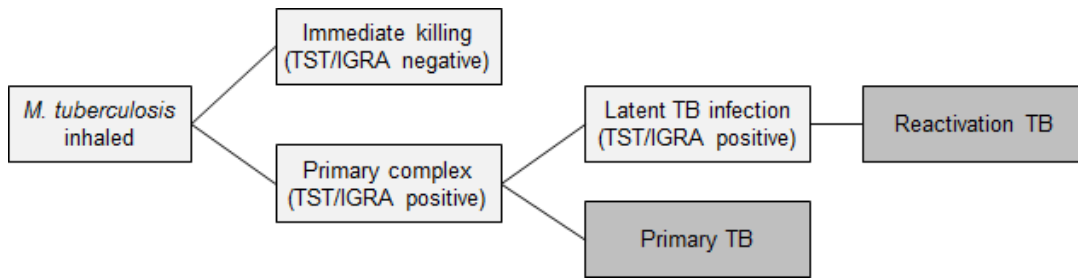 Immediate killing
(TST/IGRA negative)
M. tuberculosis
inhaled
Latent TB infection
(TST/IGRA positive)
Reactivation TB
Primary complex
(TST/IGRA positive)
Primary TB